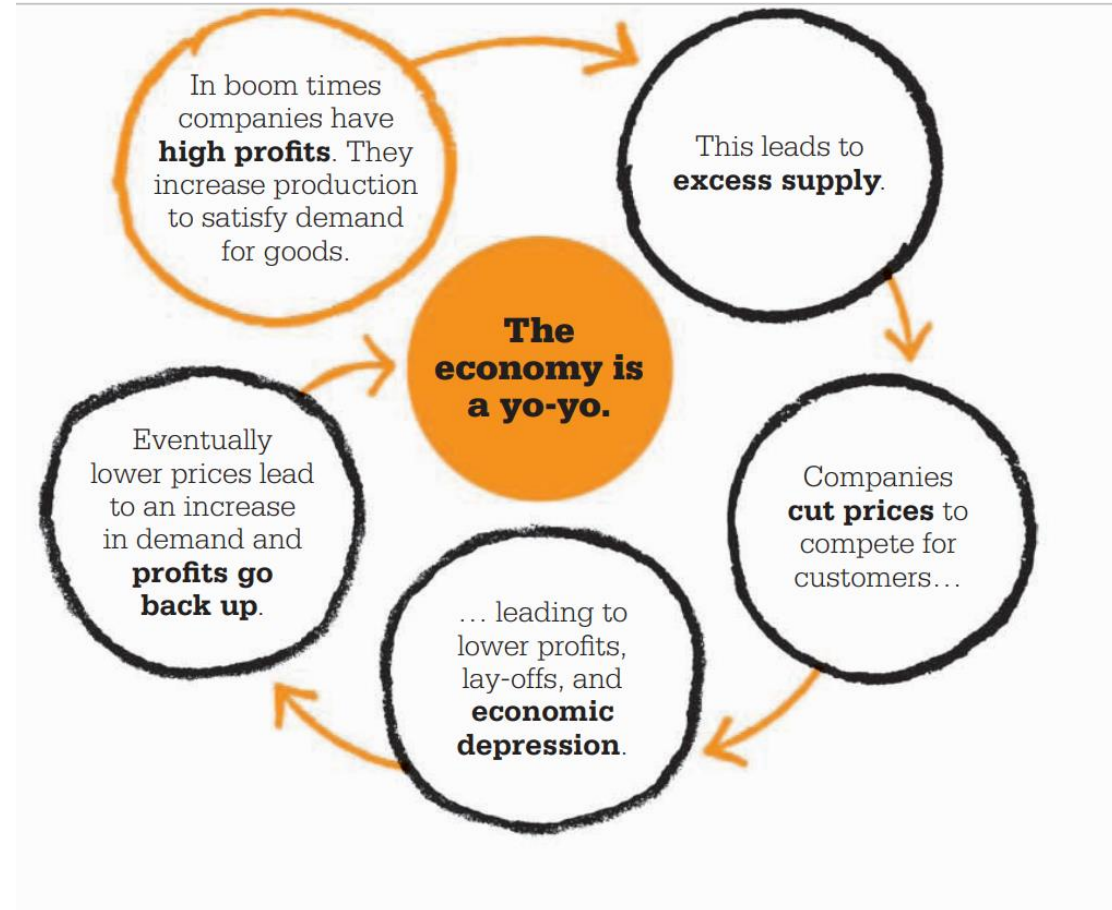 In boom times
companies have
high profits. They
increase production
to satisfy demand
for goods.
This leads to
excess supply.
Companies
cut prices to
compete for
customers…
… leading to
lower profits,
lay-offs, and
economic
depression.
Eventually
lower prices lead
to an increase
in demand and
profits go
back up.
The
economy is
a yo-yo.